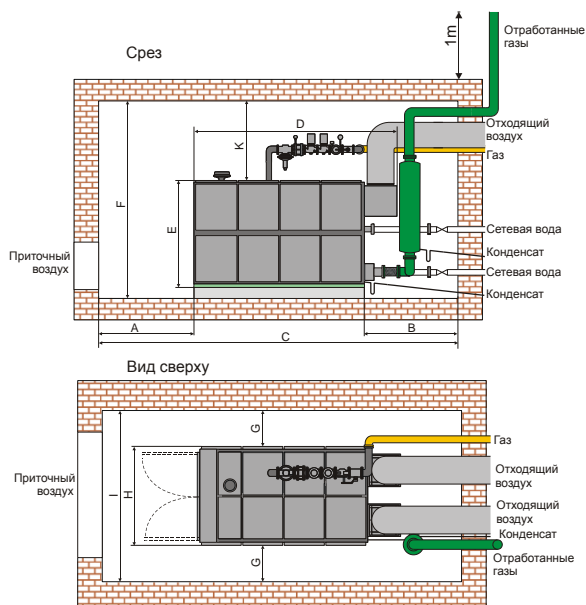 Срез
1m
Отработанные
газы
D
K
Отходящий
воздух
Газ
F
E
Сетевая вода
Приточный
воздух
Конденсат
Сетевая вода
Конденсат
A
B
C
Вид сверху
G
Газ
Приточный
воздух
I
H
Отходящий
воздух
Отходящий
воздух
Конденсат
G
Отработанные
газы